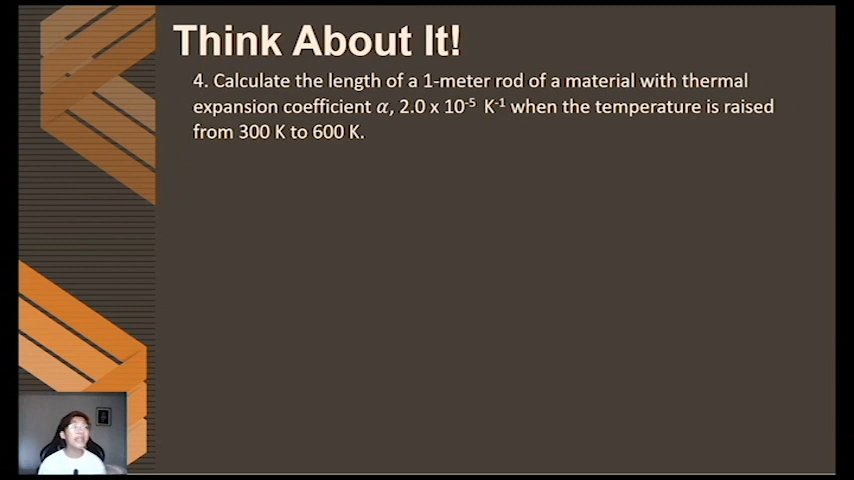 Think About It!
4. Calculate the length of a 1-meter rod of a material with thermal
expansion coefficient 𝛼, 2.0 x 10⁻⁵ K⁻¹ when the temperature is raised
from 300 K to 600 K.